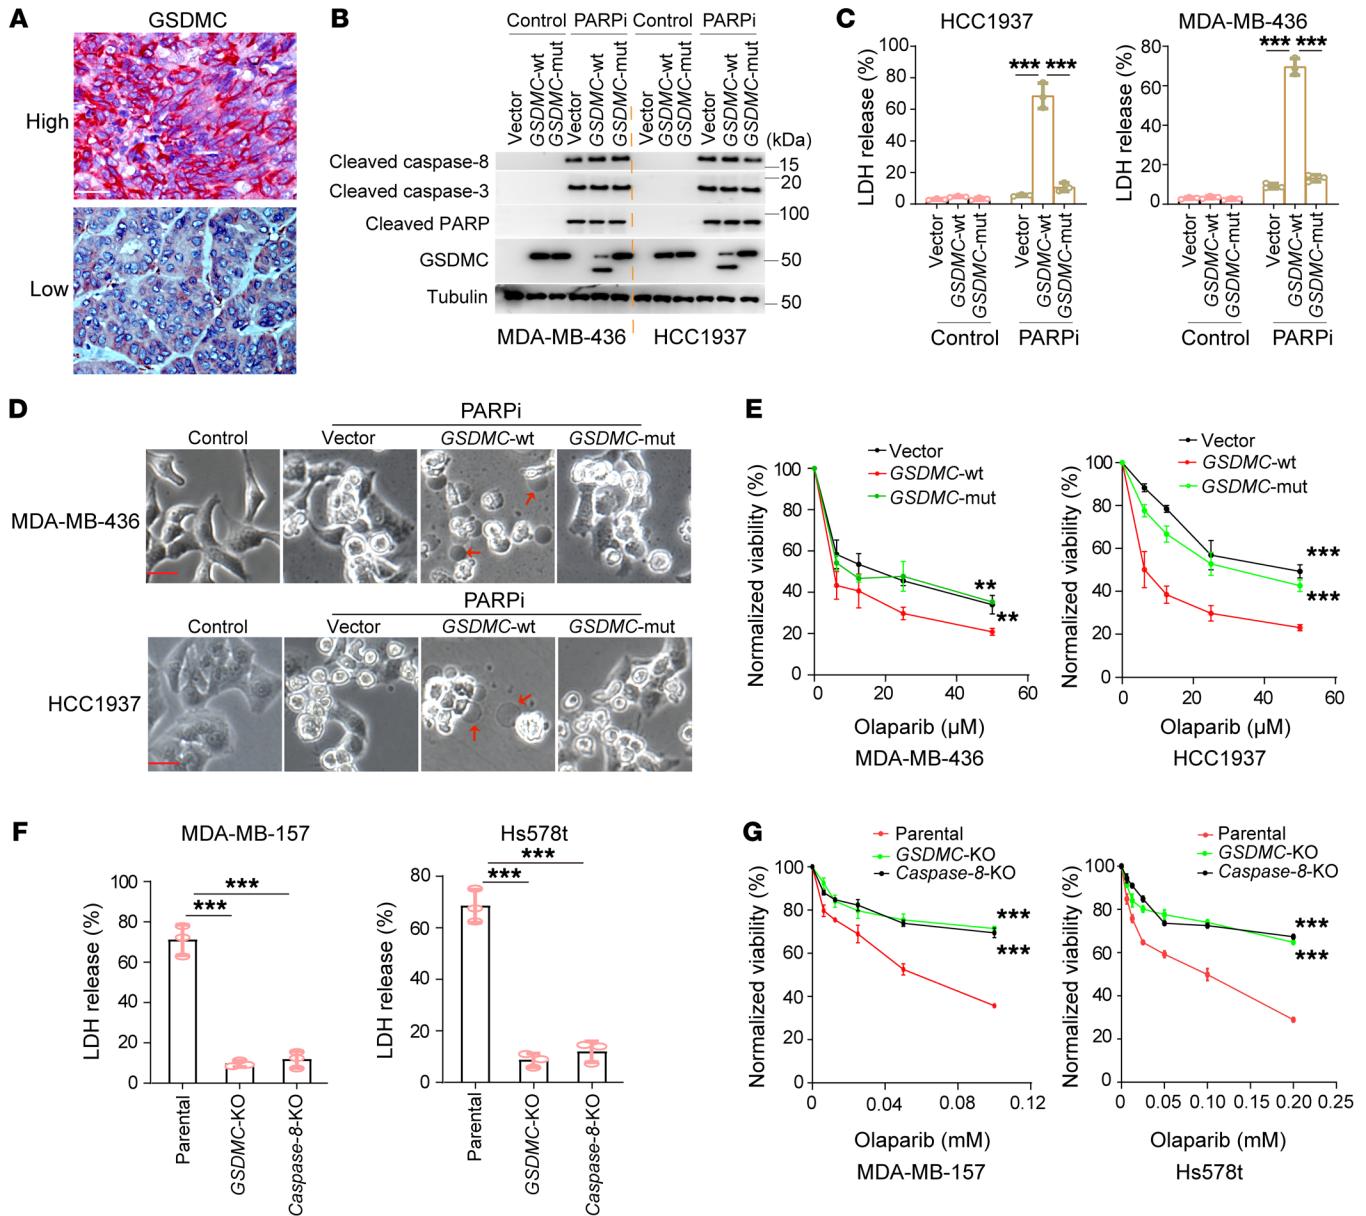 A
GSDMC
High
Low
B
Control PARPi Control PARPi
Vector
GSDMC-wt
GSDMC-mut
Vector
GSDMC-wt
GSDMC-mut
Vector
GSDMC-wt
GSDMC-mut
Vector
GSDMC-wt
GSDMC-mut
(kDa)
Cleaved caspase-8
15
Cleaved caspase-3
20
Cleaved PARP
100
GSDMC
50
Tubulin
50
MDA-MB-436 HCC1937
C
HCC1937
LDH release (%)
100
80
60
40
20
0
*** ***
Vector
GSDMC-wt
GSDMC-mut
Vector
GSDMC-wt
GSDMC-mut
Control PARPi
MDA-MB-436
LDH release (%)
80
60
40
20
0
*** ***
Vector
GSDMC-wt
GSDMC-mut
Vector
GSDMC-wt
GSDMC-mut
Control PARPi
D
PARPi
Control Vector GSDMC-wt GSDMC-mut
MDA-MB-436
PARPi
Control Vector GSDMC-wt GSDMC-mut
HCC1937
E
Vector
GSDMC-wt
GSDMC-mut
Normalized viability (%)
100
80
60
40
20
0
**
**
0 20 40 60
Olaparib (µM)
MDA-MB-436
Vector
GSDMC-wt
GSDMC-mut
Normalized viability (%)
100
80
60
40
20
0
***
***
0 20 40 60
Olaparib (µM)
HCC1937
F
MDA-MB-157
LDH release (%)
100
80
60
40
20
0
***
***
Parental
GSDMC-KO
Caspase-8-KO
Hs578t
LDH release (%)
80
60
40
20
0
***
***
Parental
GSDMC-KO
Caspase-8-KO
G
Parental
GSDMC-KO
Caspase-8-KO
Normalized viability (%)
100
80
60
40
20
0
***
***
0 0.04 0.08 0.12
Olaparib (mM)
MDA-MB-157
Parental
GSDMC-KO
Caspase-8-KO
Normalized viability (%)
100
80
60
40
20
0
***
***
0 0.05 0.10 0.15 0.20 0.25
Olaparib (mM)
Hs578t